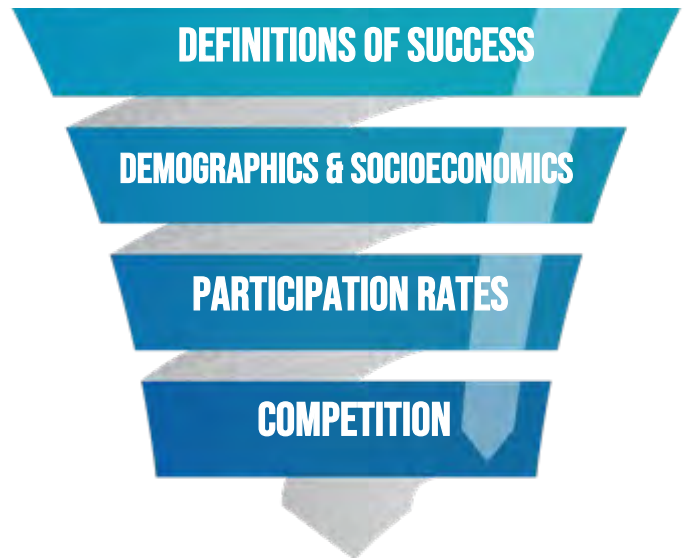 DEFINITIONS OF SUCCESS
DEMOGRAPHICS & SOCIOECONOMICS
PARTICIPATION RATES
COMPETITION